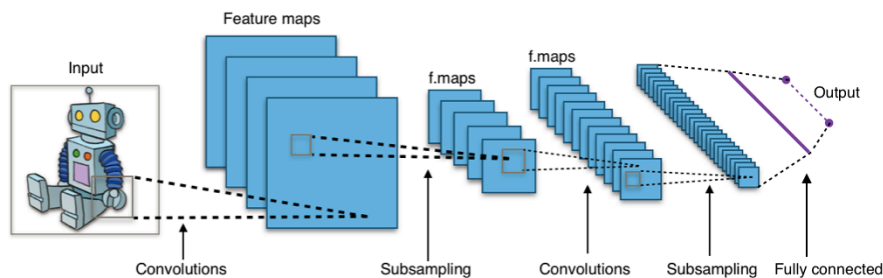 Feature maps
Input
f.maps
f.maps
Output
Convolutions
Subsampling
Convolutions
Subsampling
Fully connected